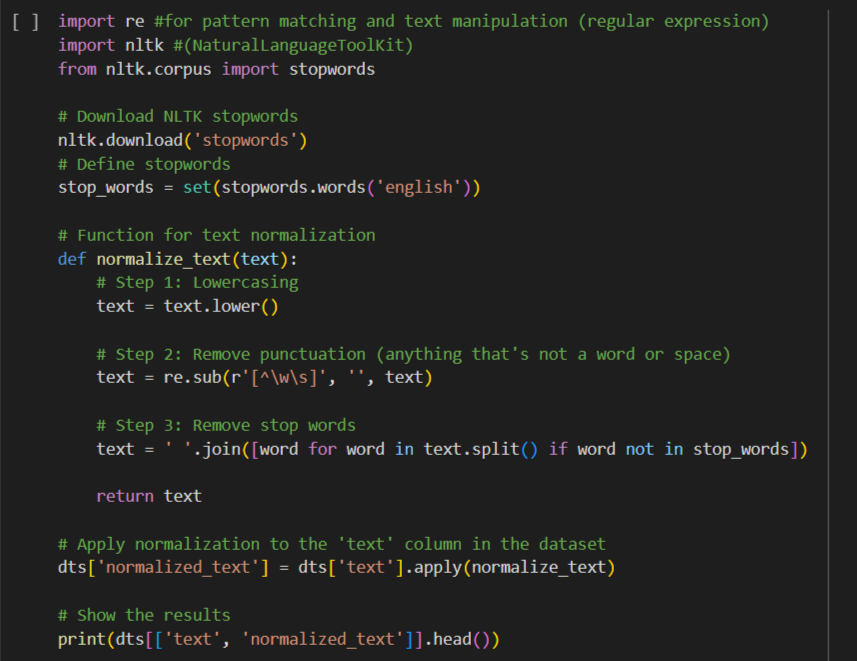 [ ] import re #for pattern matching and text manipulation (regular expression)
import nltk #(NaturalLanguageToolKit)
from nltk.corpus import stopwords

# Download NLTK stopwords
nltk.download('stopwords')
# Define stopwords
stop_words = set(stopwords.words('english'))

# Function for text normalization
def normalize_text(text):
    # Step 1: Lowercasing
    text = text.lower()

    # Step 2: Remove punctuation (anything that's not a word or space)
    text = re.sub(r'[^\w\s]', '', text)

    # Step 3: Remove stop words
    text = ' '.join([word for word in text.split() if word not in stop_words])

    return text

# Apply normalization to the 'text' column in the dataset
dts['normalized_text'] = dts['text'].apply(normalize_text)

# Show the results
print(dts[['text', 'normalized_text']].head())